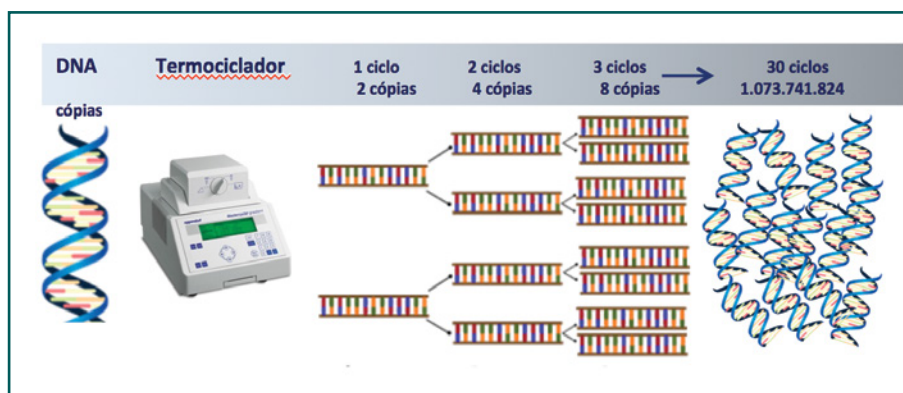 DNA
cópias
Termociclador
1 ciclo
2 cópias
2 ciclos
4 cópias
3 ciclos
8 cópias
30 ciclos
1.073.741.824